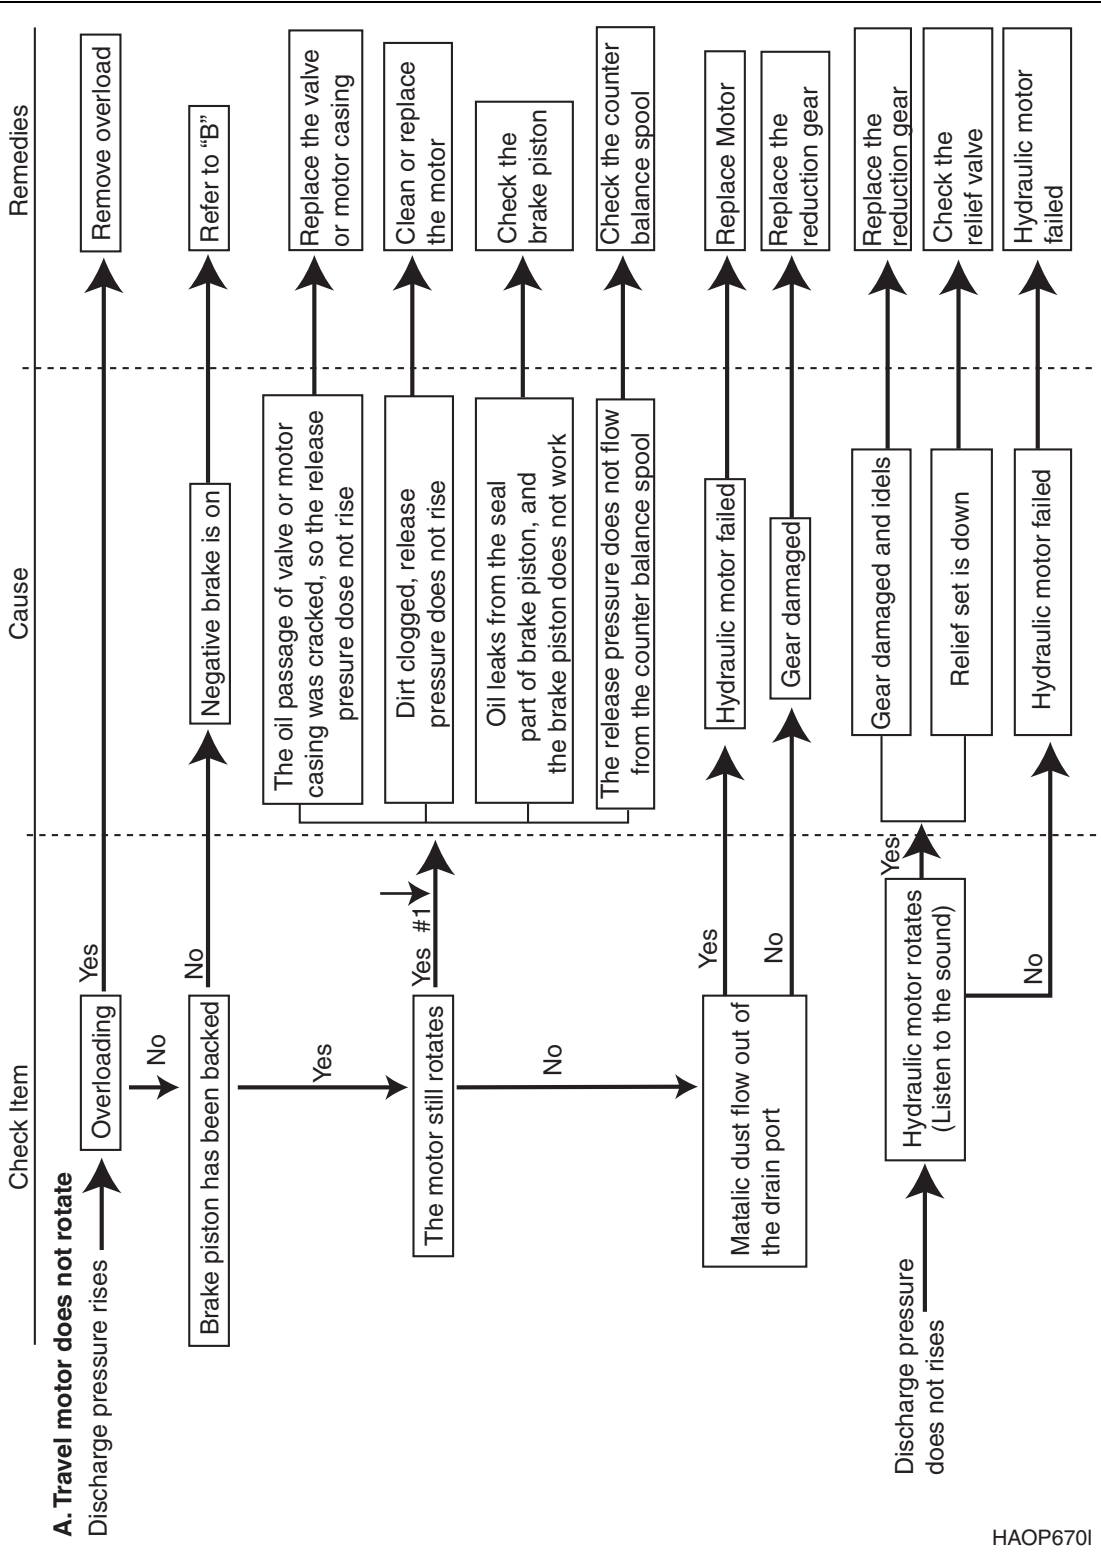 Check Item
Cause
Remedies
A. Travel motor does not rotate
Discharge pressure rises
Overloading
Yes
Remove overload
No
Brake piston has been backed
No
Negative brake is on
Refer to “B”
Yes
The motor still rotates
Yes #1
The oil passage of valve or motor
casing was cracked, so the release
presure dose not rise
Replace the valve
or motor casing
Dirt clogged, release
pressure does not rise
Clean or replace
the motor
Oil leaks from the seal
part of brake piston, and
the brake piston does not work
Check the
brake piston
The release pressure does not flow
from the counter balance spool
Check the counter
balance spool
No
Matalic dust flow out of
the drain port
Yes
Hydraulic motor failed
Replace Motor
No
Gear damaged
Replace the
reduction gear
Discharge pressure
does not rises
Hydraulic motor rotates
(Listen to the sound)
Yes
Gear damaged and idels
Replace the
reduction gear
Relief set is down
Check the
relief valve
No
Hydraulic motor failed
Hydraulic motor
failed
HAOP670I